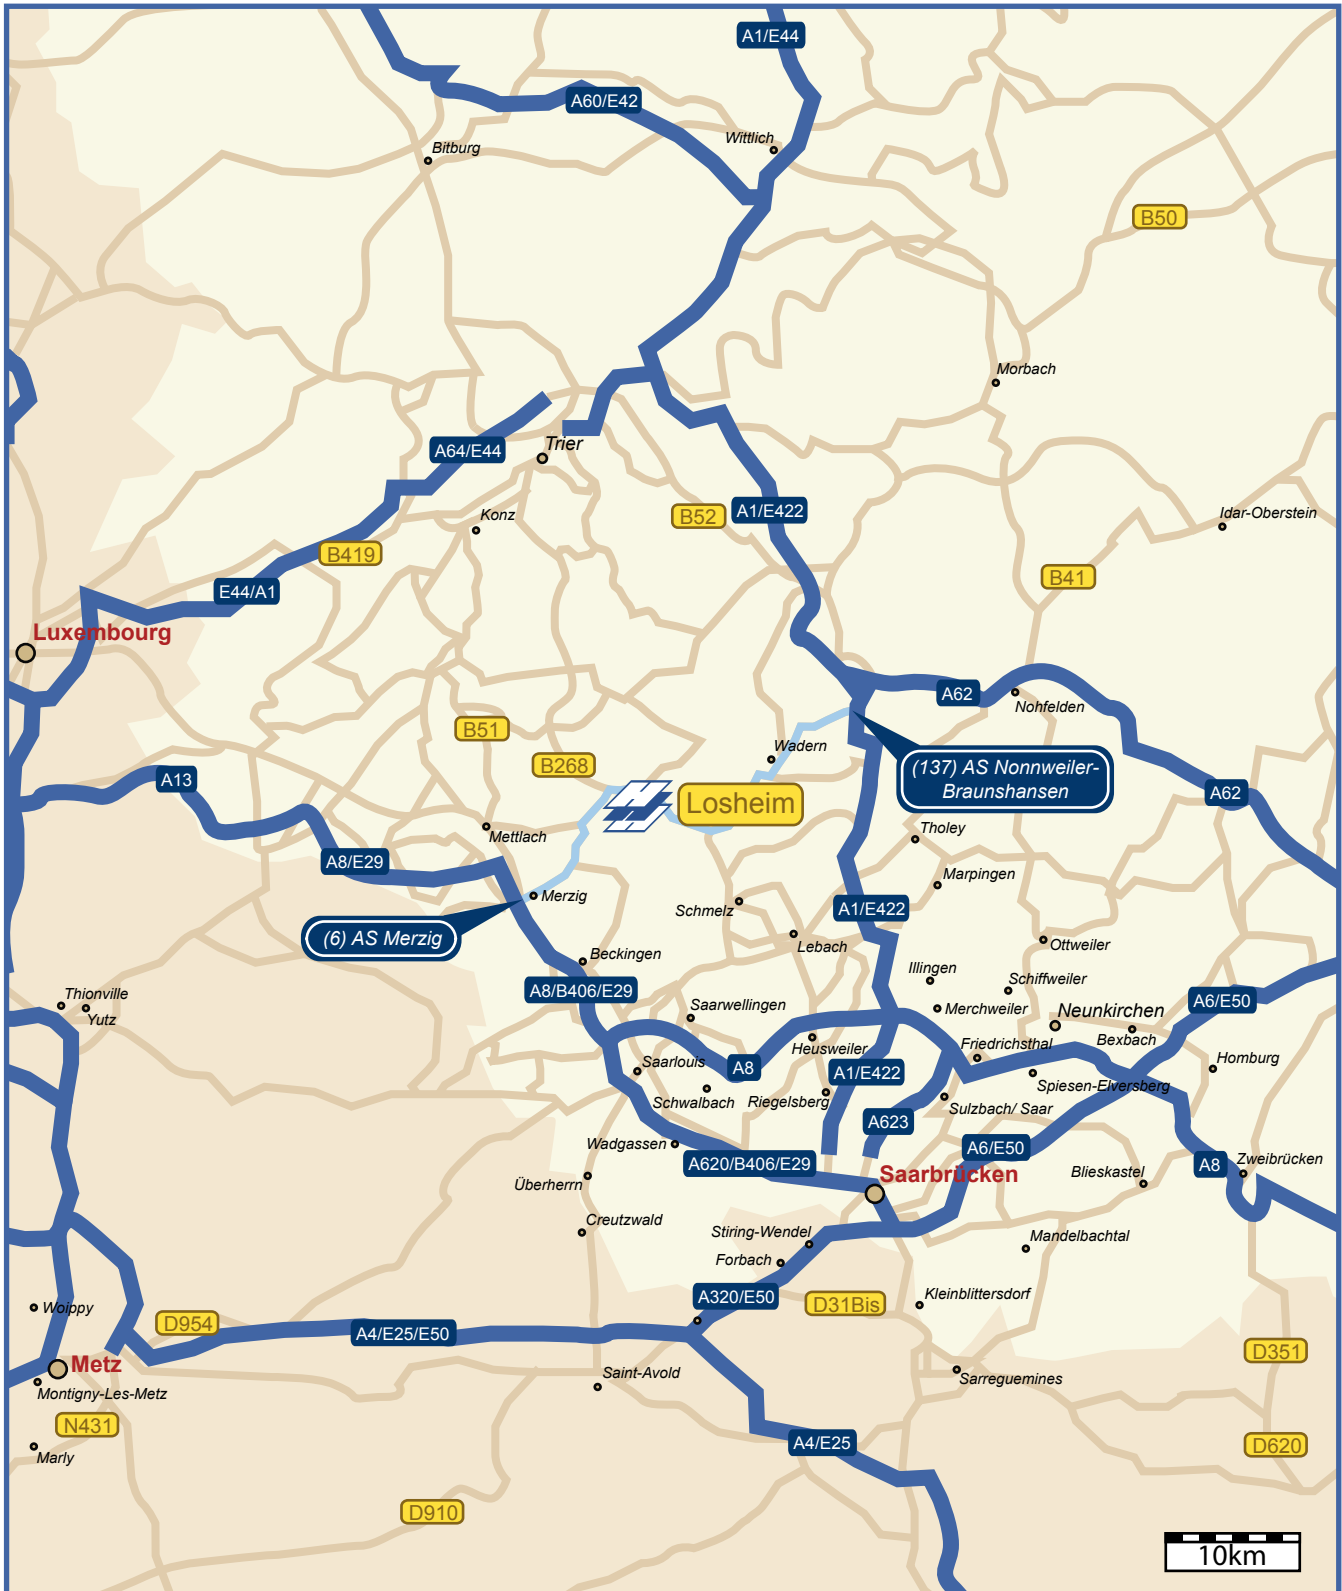 A1/E44
A60/E42
Wittlich
Bitburg
B50
Morbach
A64/E44
Trier
Konz
B52
A1/E422
Idar-Oberstein
B419
B41
E44/A1
Luxembourg
A62
Nohfelden
B51
Wadern
B268
(137) AS Nonnweiler-
Braunshansen
A13
A62
Losheim
Mettlach
Tholey
A8/E29
Marpingen
Merzig
Schmelz
A1/E422
(6) AS Merzig
Lebach
Ottweiler
Beckingen
Illingen
Schiffweiler
A8/B406/E29
Thionville
Yutz
Saarwellingen
Merchweiler
Neunkirchen
A6/E50
Bexbach
Heusweiler
Friedrichsthal
Homburg
Saarlouis
A8
A1/E422
Spiesen-Elversberg
Schwalbach
Riegelsberg
Sulzbach/ Saar
A623
Wadgassen
A620/B406/E29
A6/E50
A8
Zweibrücken
Überherrn
Saarbrücken
Blieskastel
Creutzwald
Stiring-Wendel
Mandelbachtal
Forbach
Woippy
A320/E50
D31Bis
Kleinblittersdorf
D954
A4/E25/E50
D351
Metz
Saint-Avold
Sarreguemines
Montigny-Les-Metz
N431
A4/E25
D620
Marly
D910
10km